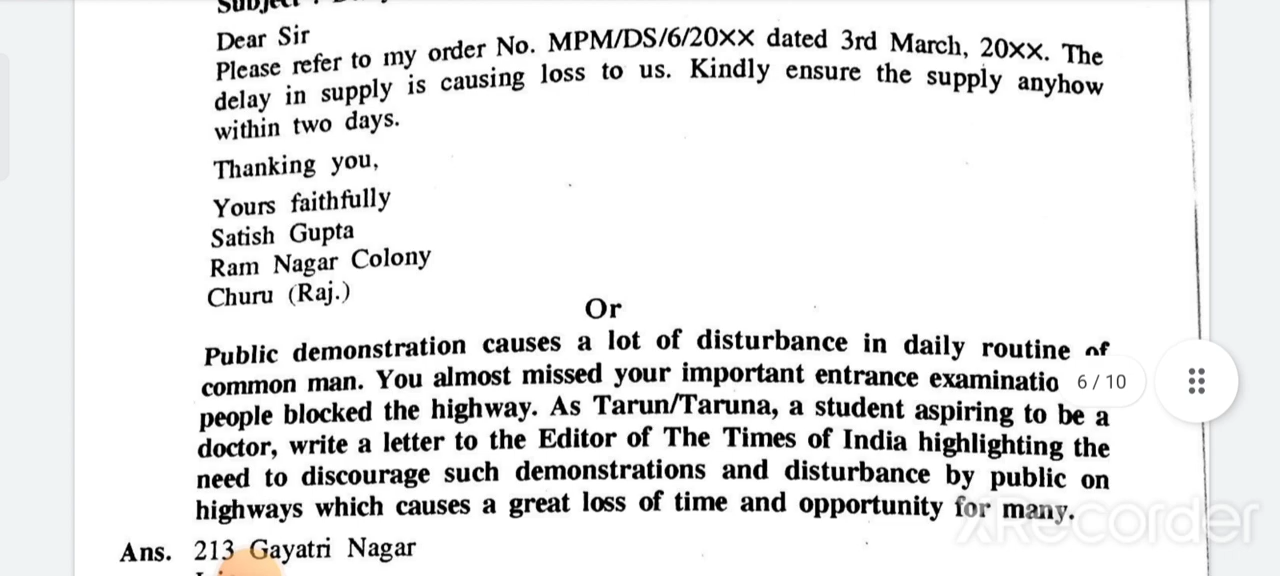 Dear Sir
Please refer to my order No. MPM/DS/6/20XX dated 3rd March, 20XX. The
delay in supply is causing loss to us. Kindly ensure the supply anyhow
within two days.
Thanking you,
Yours faithfully
Satish Gupta
Ram Nagar Colony
Churu (Raj.)
Or
Public demonstration causes a lot of disturbance in daily routine of
common man. You almost missed your important entrance examinatio
6 / 10
people blocked the highway. As Tarun/Taruna, a student aspiring to be a
doctor, write a letter to the Editor of The Times of India highlighting the
need to discourage such demonstrations and disturbance by public on
highways which causes a great loss of time and opportunity for many.
XRecorder
Ans. 213 Gayatri Nagar